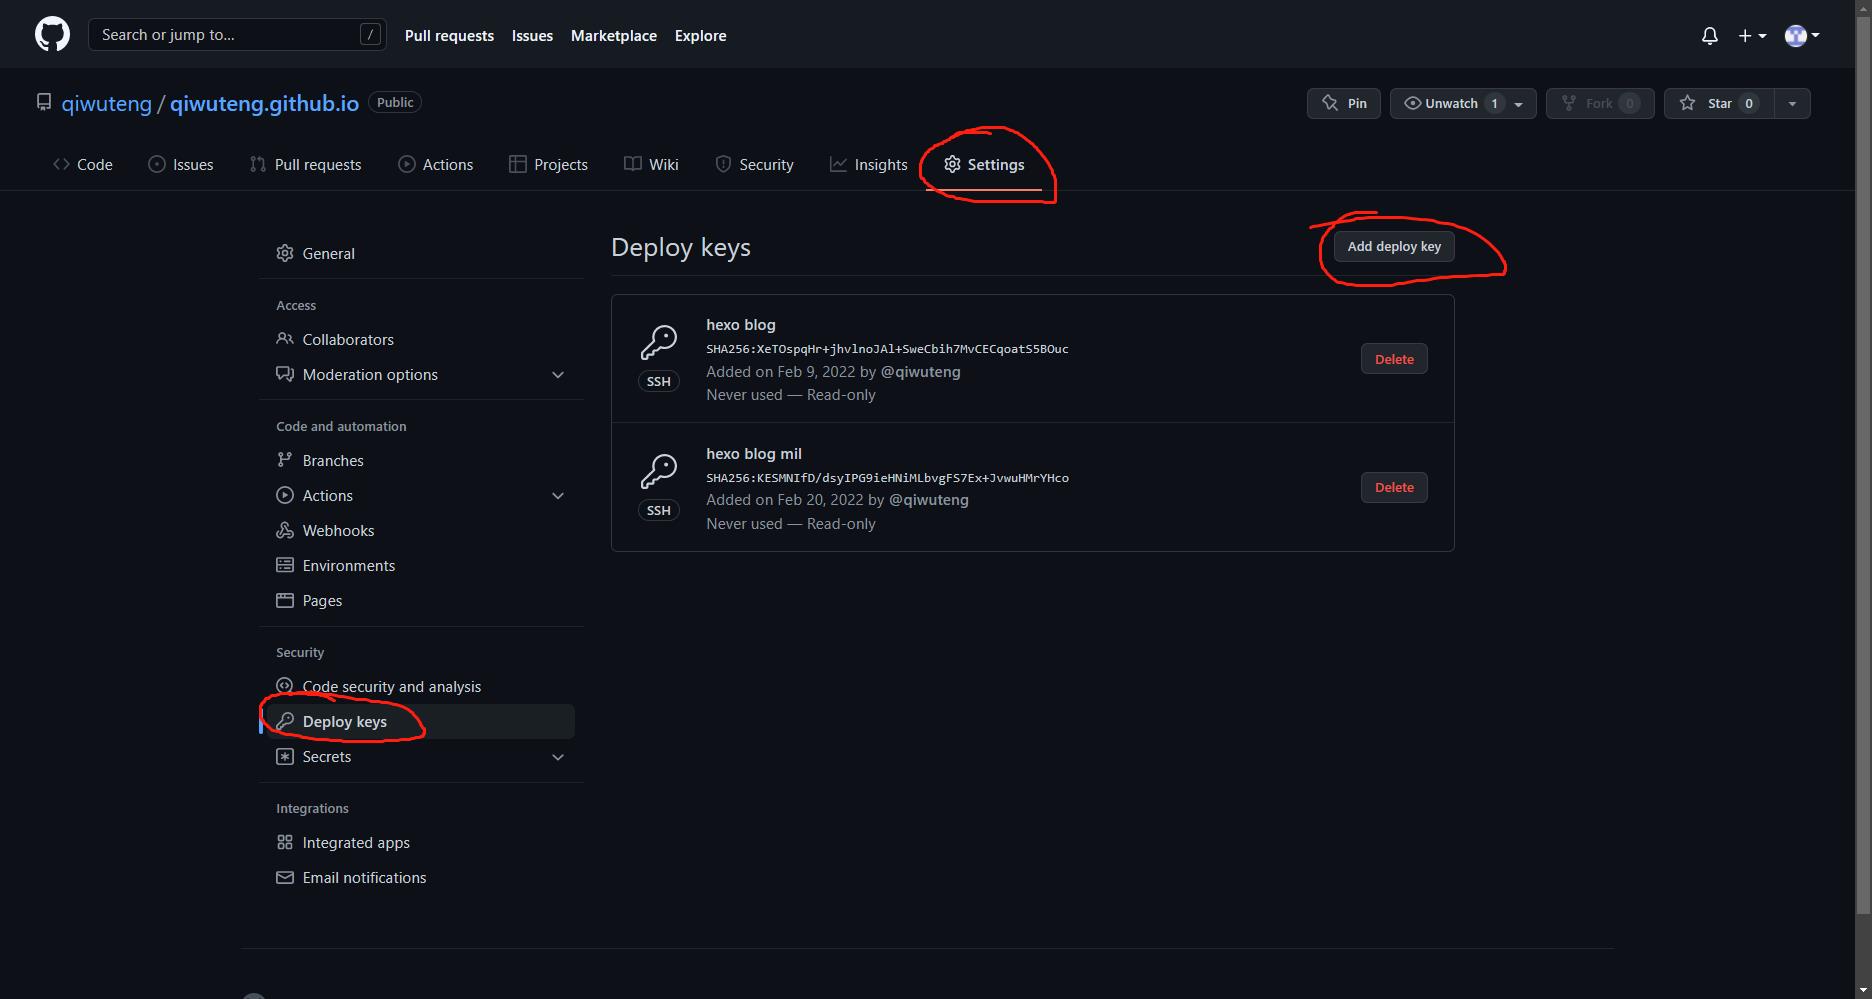 Search or jump to... /
Pull requests Issues Marketplace Explore
qiwuteng / qiwuteng.github.io Public
Pin
Unwatch 1
Fork 0
Star 0
Code Issues Pull requests Actions Projects Wiki Security Insights Settings
General
Access
Collaborators
Moderation options
Code and automation
Branches
Actions
Webhooks
Environments
Pages
Security
Code security and analysis
Deploy keys
Secrets
Integrations
Integrated apps
Email notifications
Deploy keys
Add deploy key
hexo blog
SHA256:XeTOspqHr+jhvlnoJAl+SweCbih7MvCECqoatS5BOuc
Added on Feb 9, 2022 by @qiwuteng
Never used — Read-only
SSH
Delete
hexo blog mil
SHA256:KESMNIfD/dsyIPG9ieHNiMLbvgFS7Ex+JvwuHMrYHco
Added on Feb 20, 2022 by @qiwuteng
Never used — Read-only
SSH
Delete